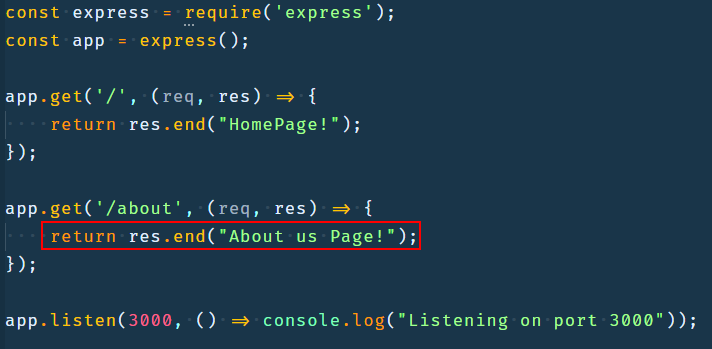 const express = require('express');
const app = express();
app.get('/', (req, res) => {
    return res.end("HomePage!");
});
app.get('/about', (req, res) => {
    return res.end("About us Page!");
});
app.listen(3000, () => console.log("Listening on port 3000"));